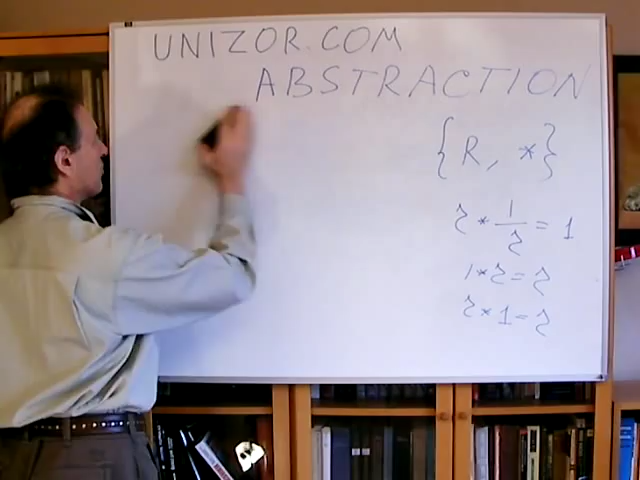 UNIZOR.COM
ABSTRACTION
{R, *}
r * 1/r = 1
1 * r = r
r * 1 = r